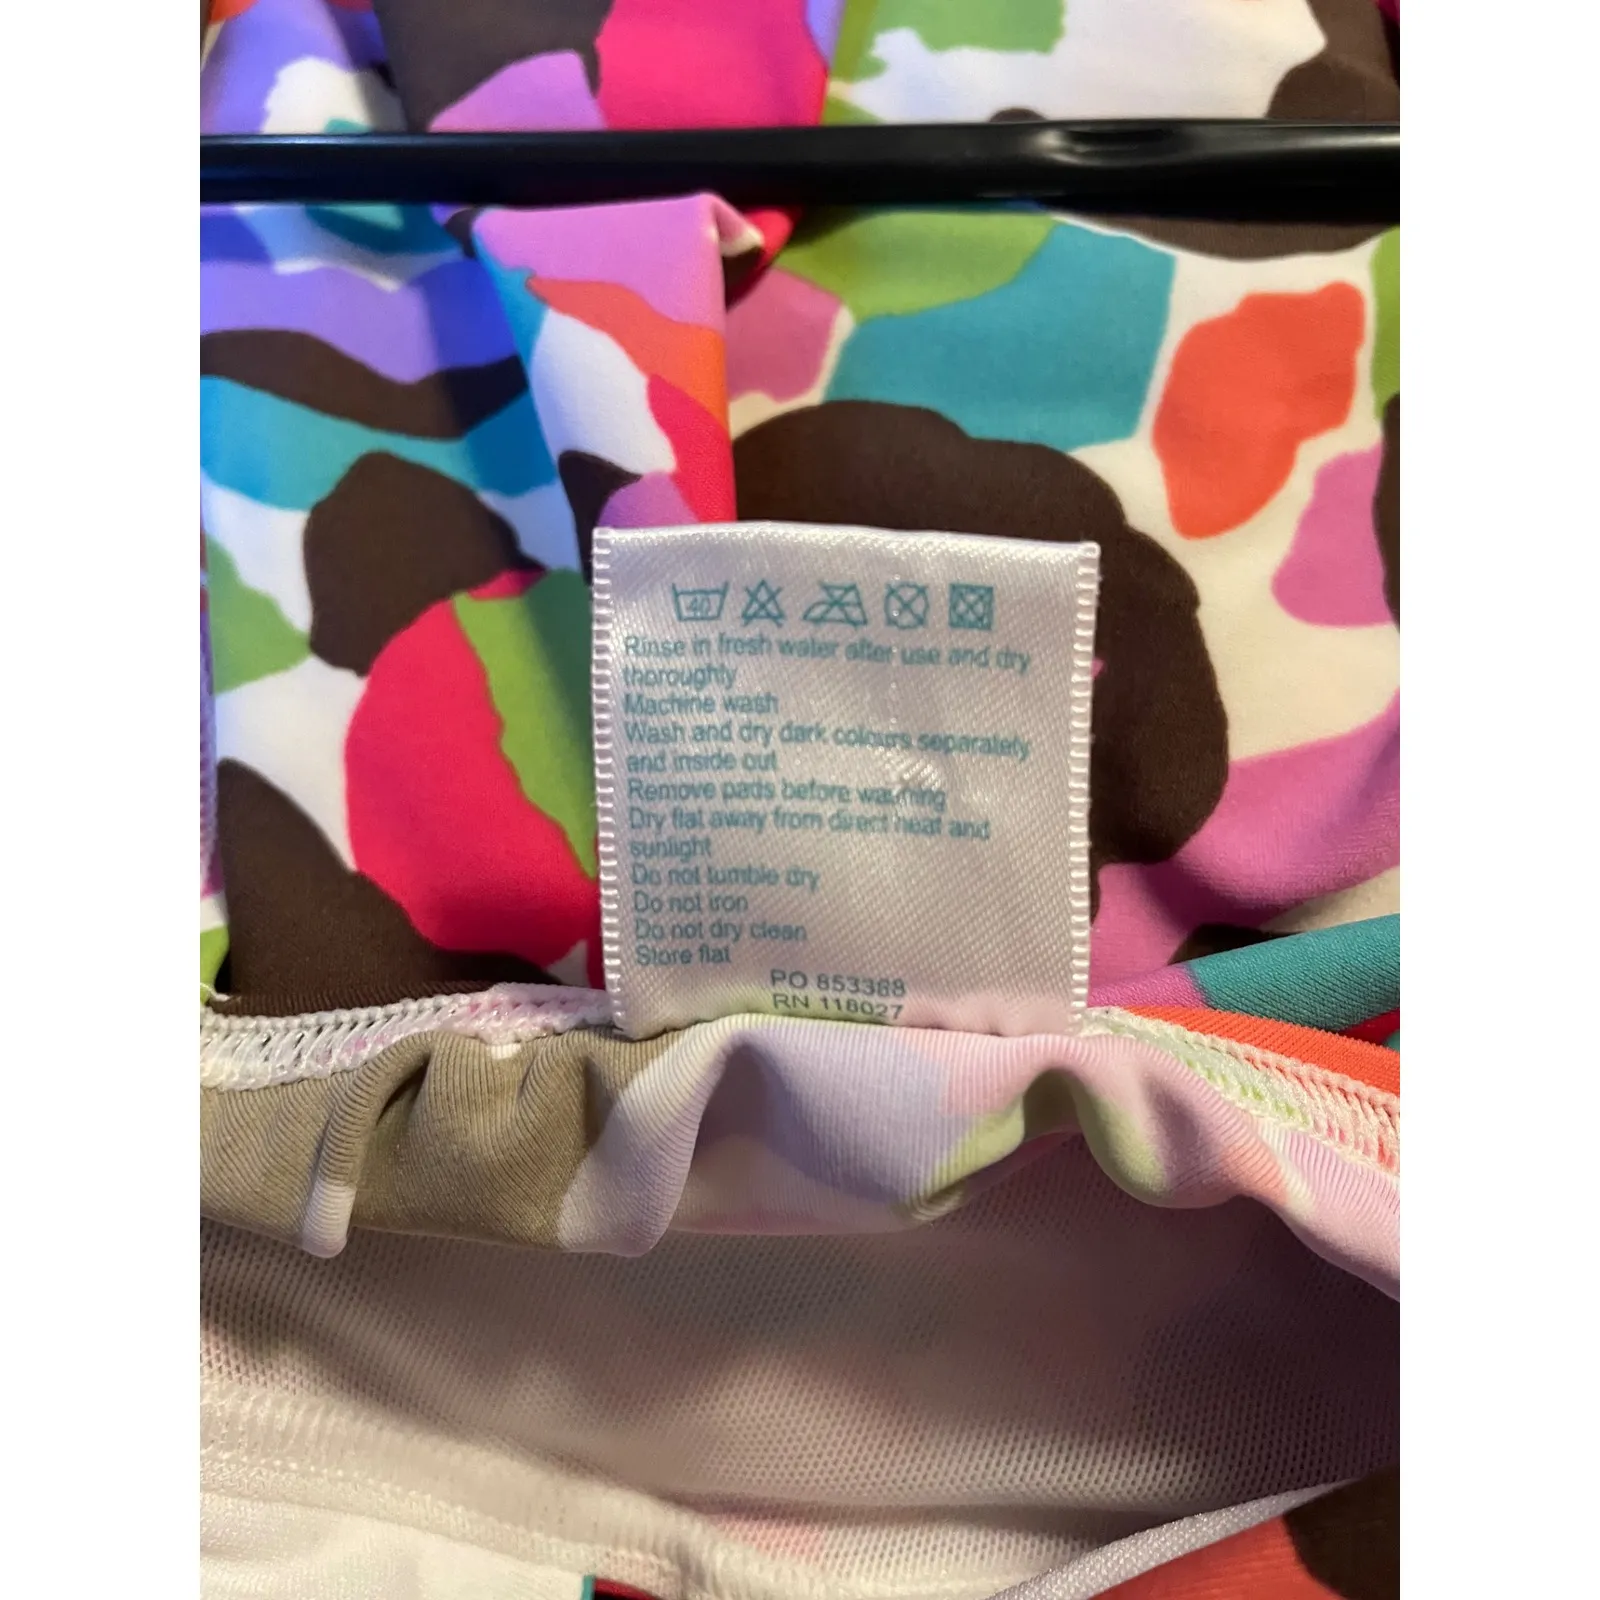 40
Rinse in fresh water after use and dry
thoroughly
Machine wash
Wash and dry dark colours separately
and inside out
Remove pads before washing
Dry flat away from direct heat and
sunlight
Do not tumble dry
Do not iron
Do not dry clean
Store flat
PO 853388
RN 118027